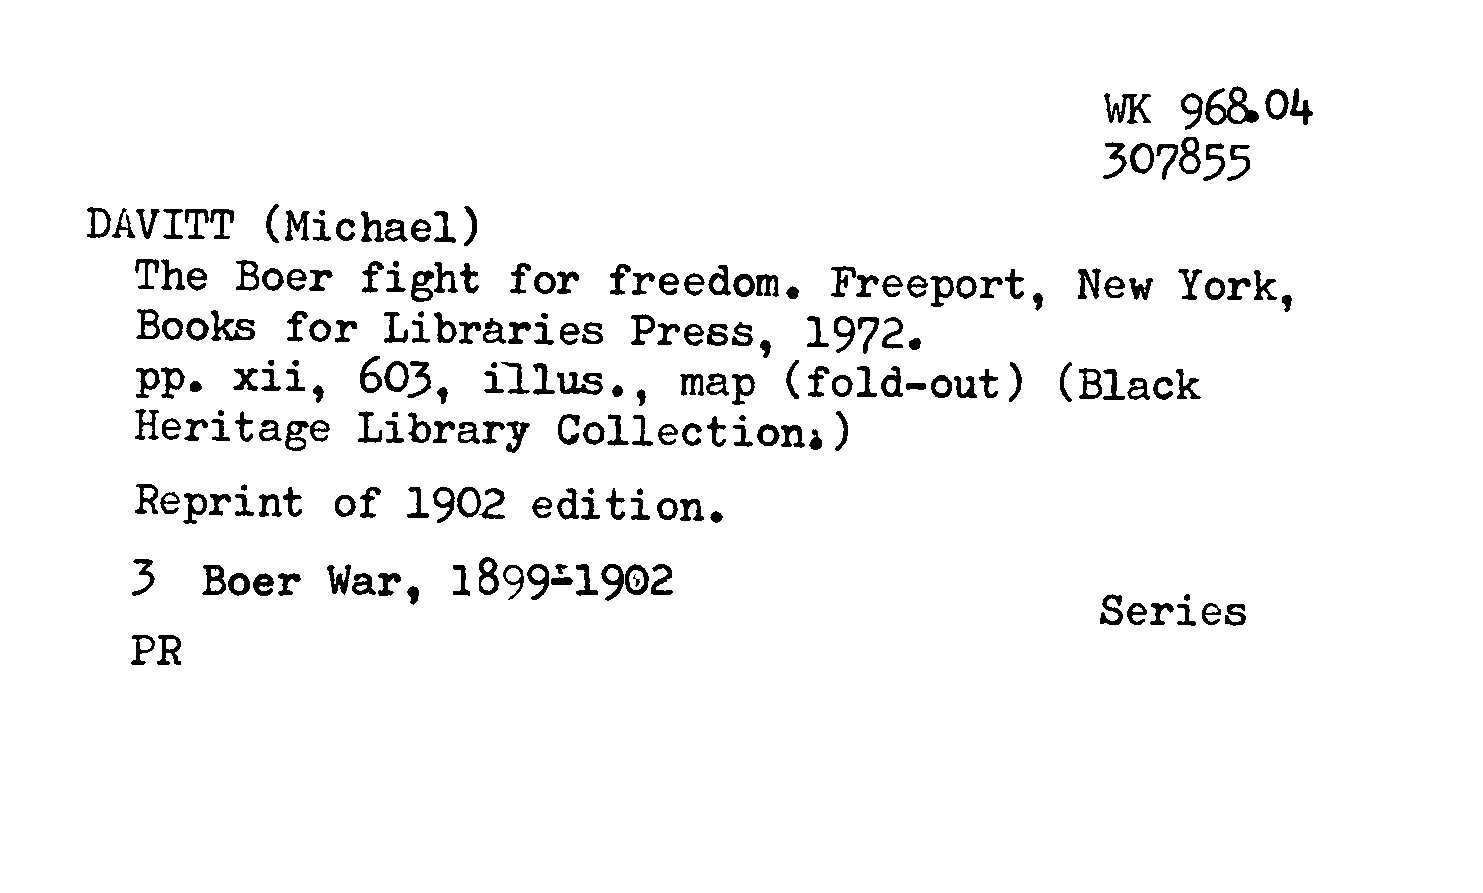 WK 968.04
307855
DAVITT (Michael)
The Boer fight for freedom. Freeport, New York,
Books for Libraries Press, 1972.
pp. xii, 603, illus., map (fold-out) (Black
Heritage Library Collection.)
Reprint of 1902 edition.
3 Boer War, 1899-1902
Series
PR